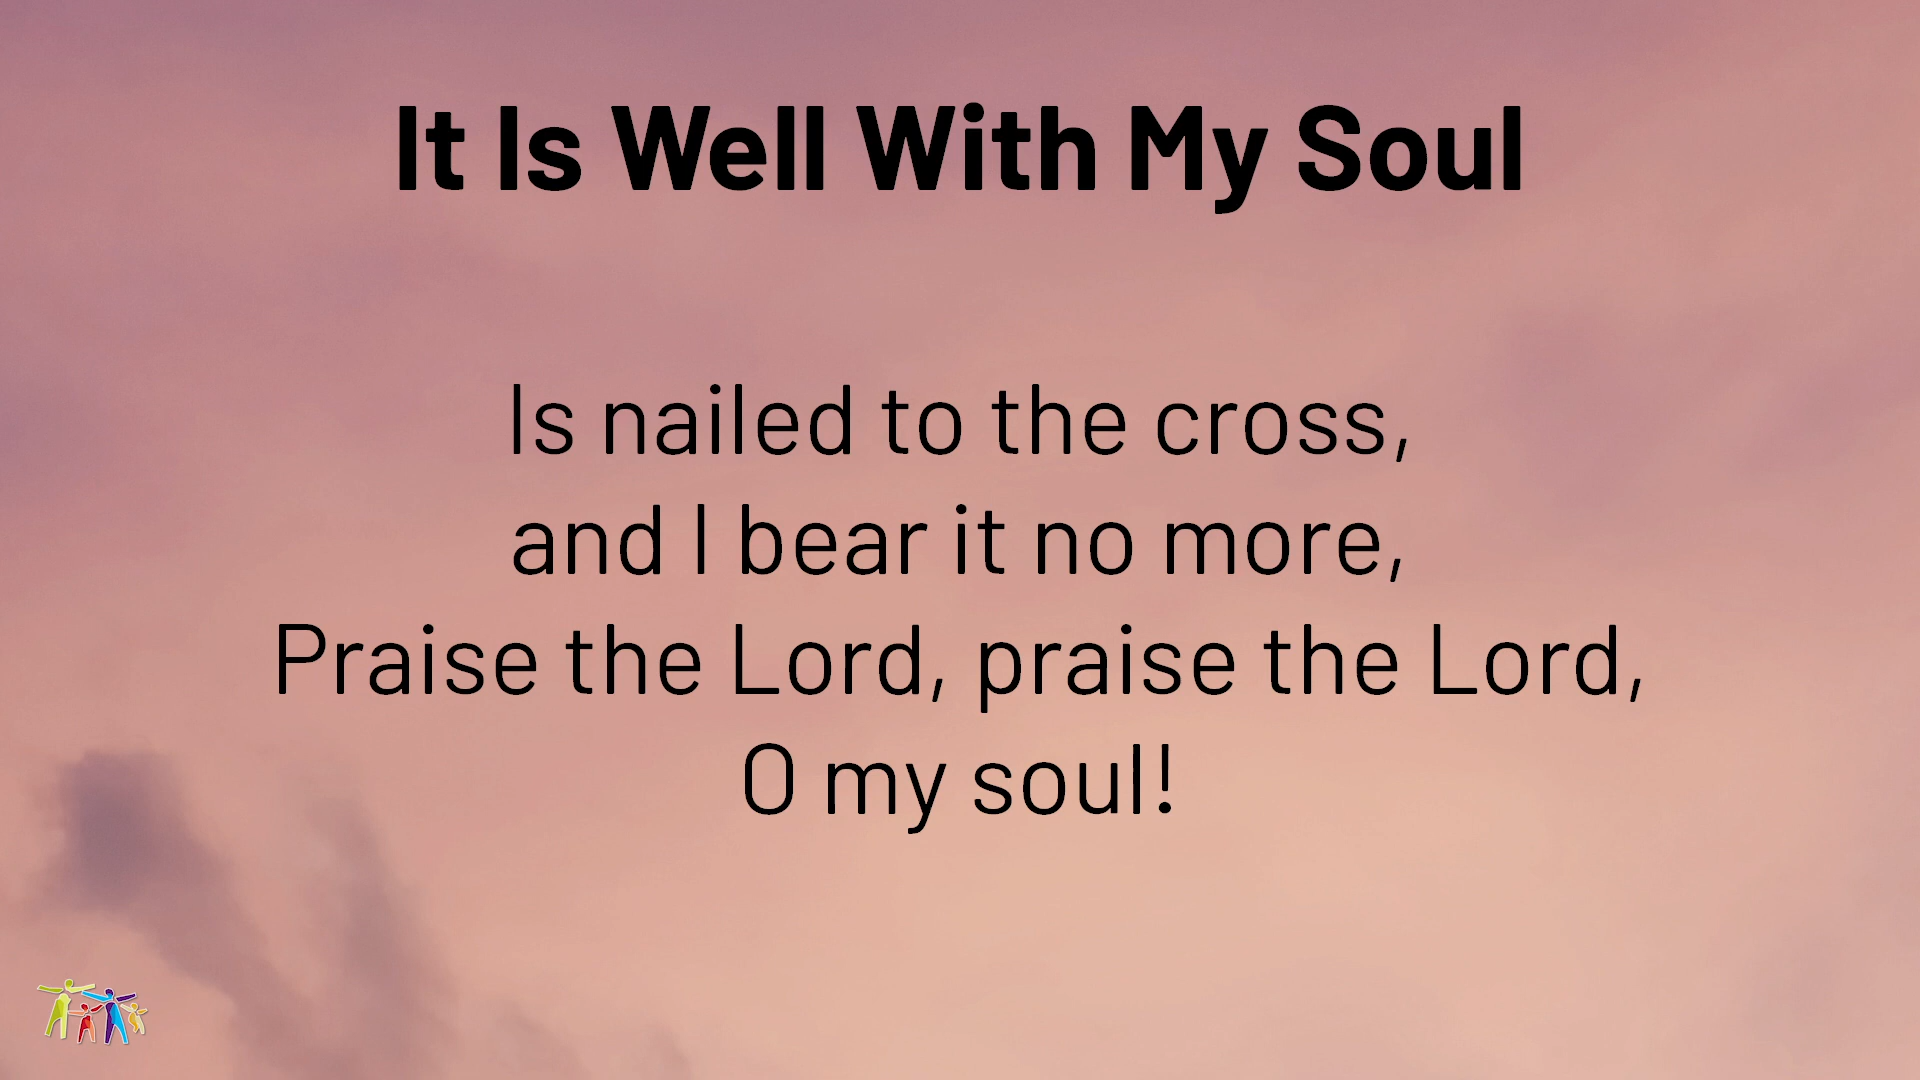 It Is Well With My Soul
Is nailed to the cross,
and I bear it no more,
Praise the Lord, praise the Lord,
O my soul!